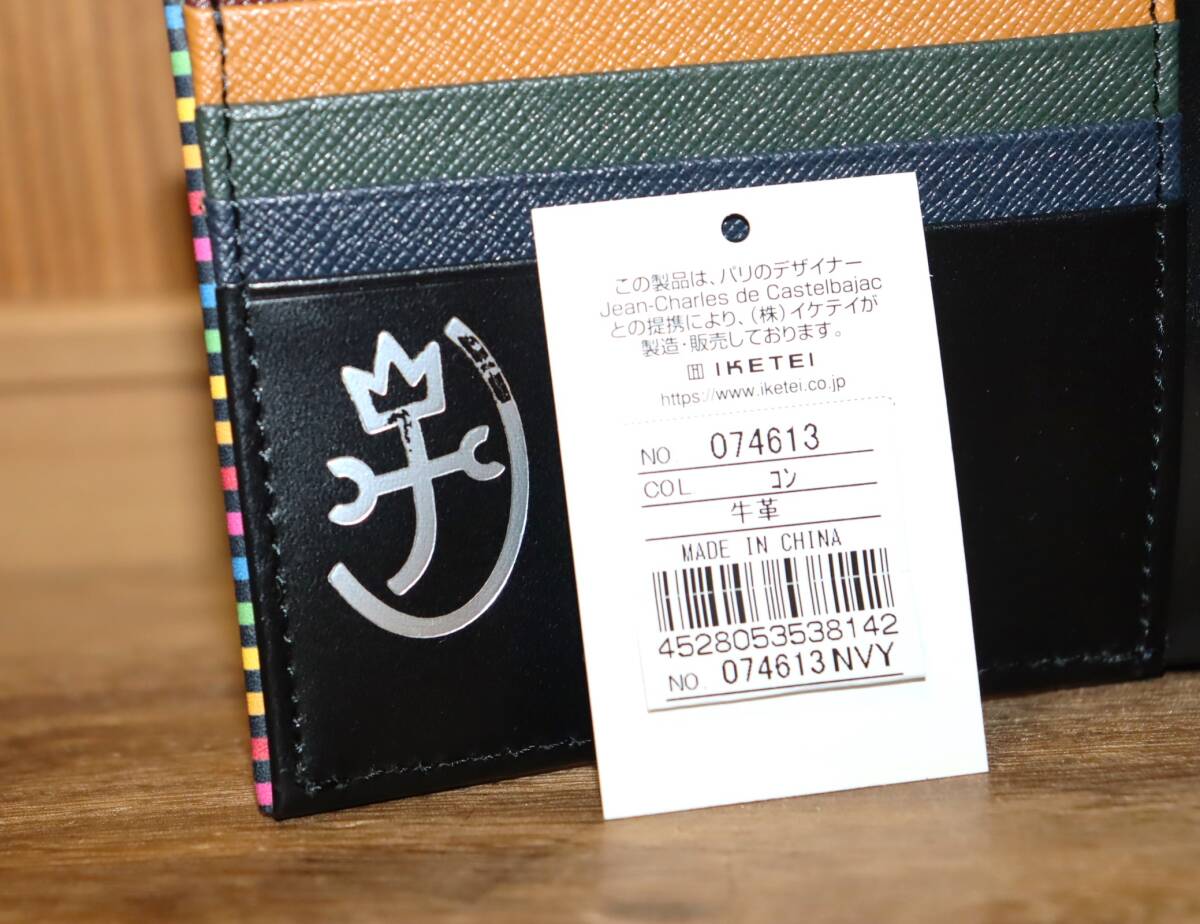 この製品は、パリのデザイナー
Jean-Charles de Castelbajac
との提携により、(株)イケテイが
製造・販売しております。
IKETEI
https://www.iketei.co.jp
NO 074613
COL コン
牛革
MADE IN CHINA
4528053538142
NO. 074613NVY